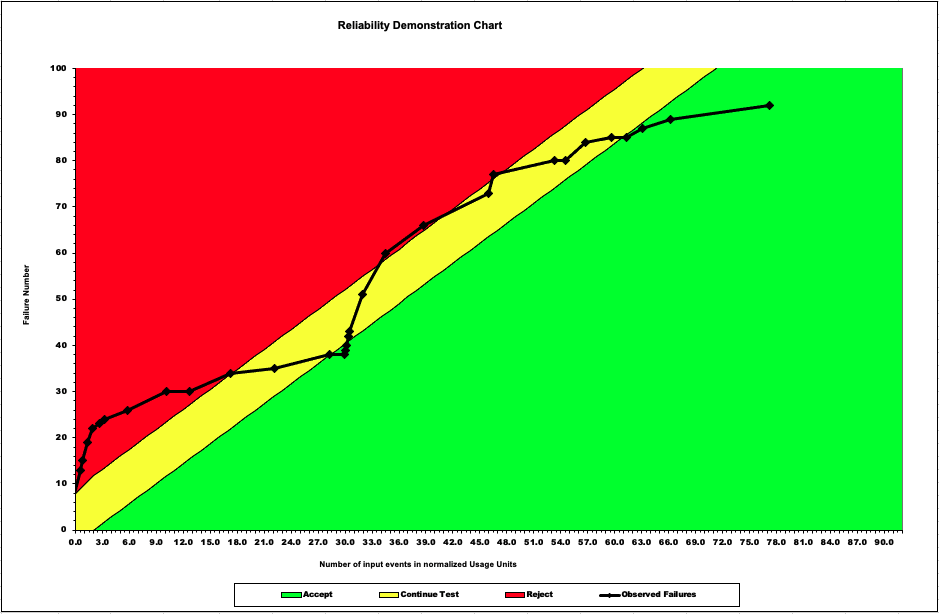 Reliability Demonstration Chart
100
90
80
70
60
50
40
30
20
10
0
Failure Number
0.0 3.0 6.0 9.0 12.0 15.0 18.0 21.0 24.0 27.0 30.0 33.0 36.0 39.0 42.0 45.0 48.0 51.0 54.0 57.0 60.0 63.0 66.0 69.0 72.0 75.0 78.0 81.0 84.0 87.0 90.0
Number of input events in normalized Usage Units
Accept Continue Test Reject Observed Failures